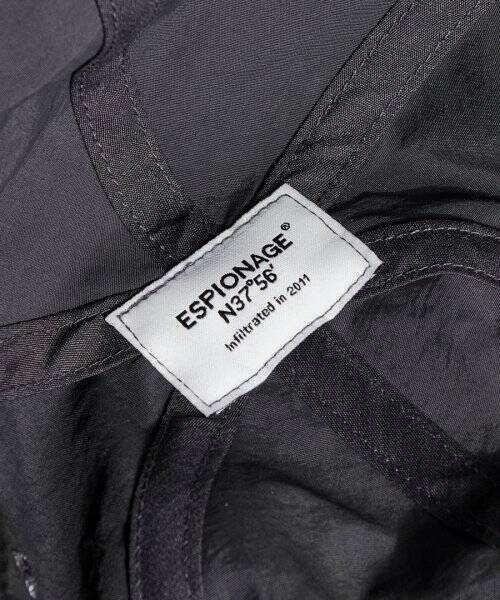 ESPIONAGE®
N37°56'
Infiltrated in 2011